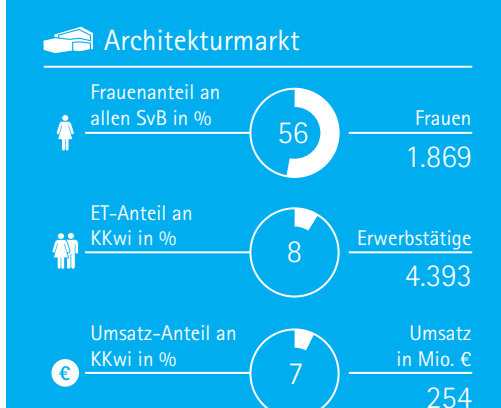 Architekturmarkt
Frauenanteil an
allen SvB in %
56
Frauen
1.869
ET-Anteil an
KKwi in %
8
Erwerbstätige
4.393
Umsatz-Anteil an
KKwi in %
€
7
Umsatz
in Mio. €
254